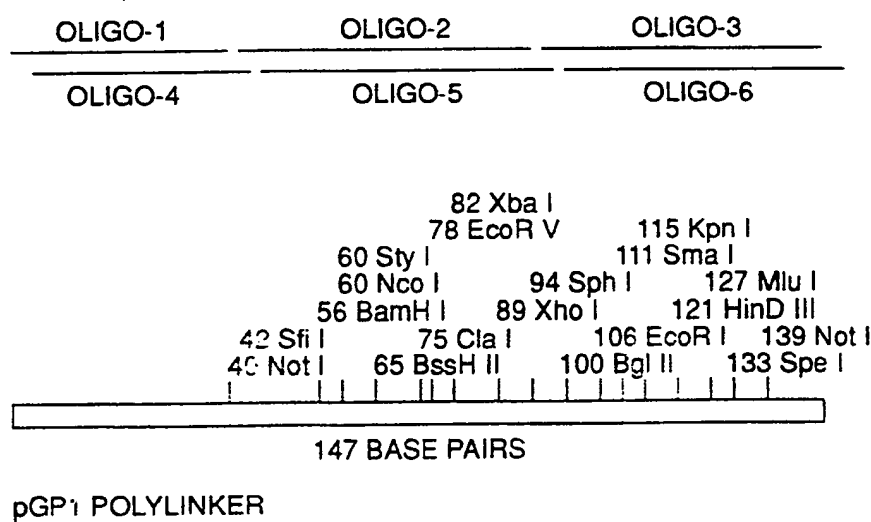 OLIGO-1 OLIGO-2 OLIGO-3
OLIGO-4 OLIGO-5 OLIGO-6
82 Xba I
78 EcoR V 115 Kpn I
60 Sty I 111 Sma I
60 Nco I 94 Sph I 127 Mlu I
56 BamH I 89 Xho I 121 HinD III
42 Sfi I 75 Cla I 106 EcoR I 139 Not I
Not I 65 BssH II 100 Bgl II 133 Spe I
147 BASE PAIRS
pGP1 POLYLINKER